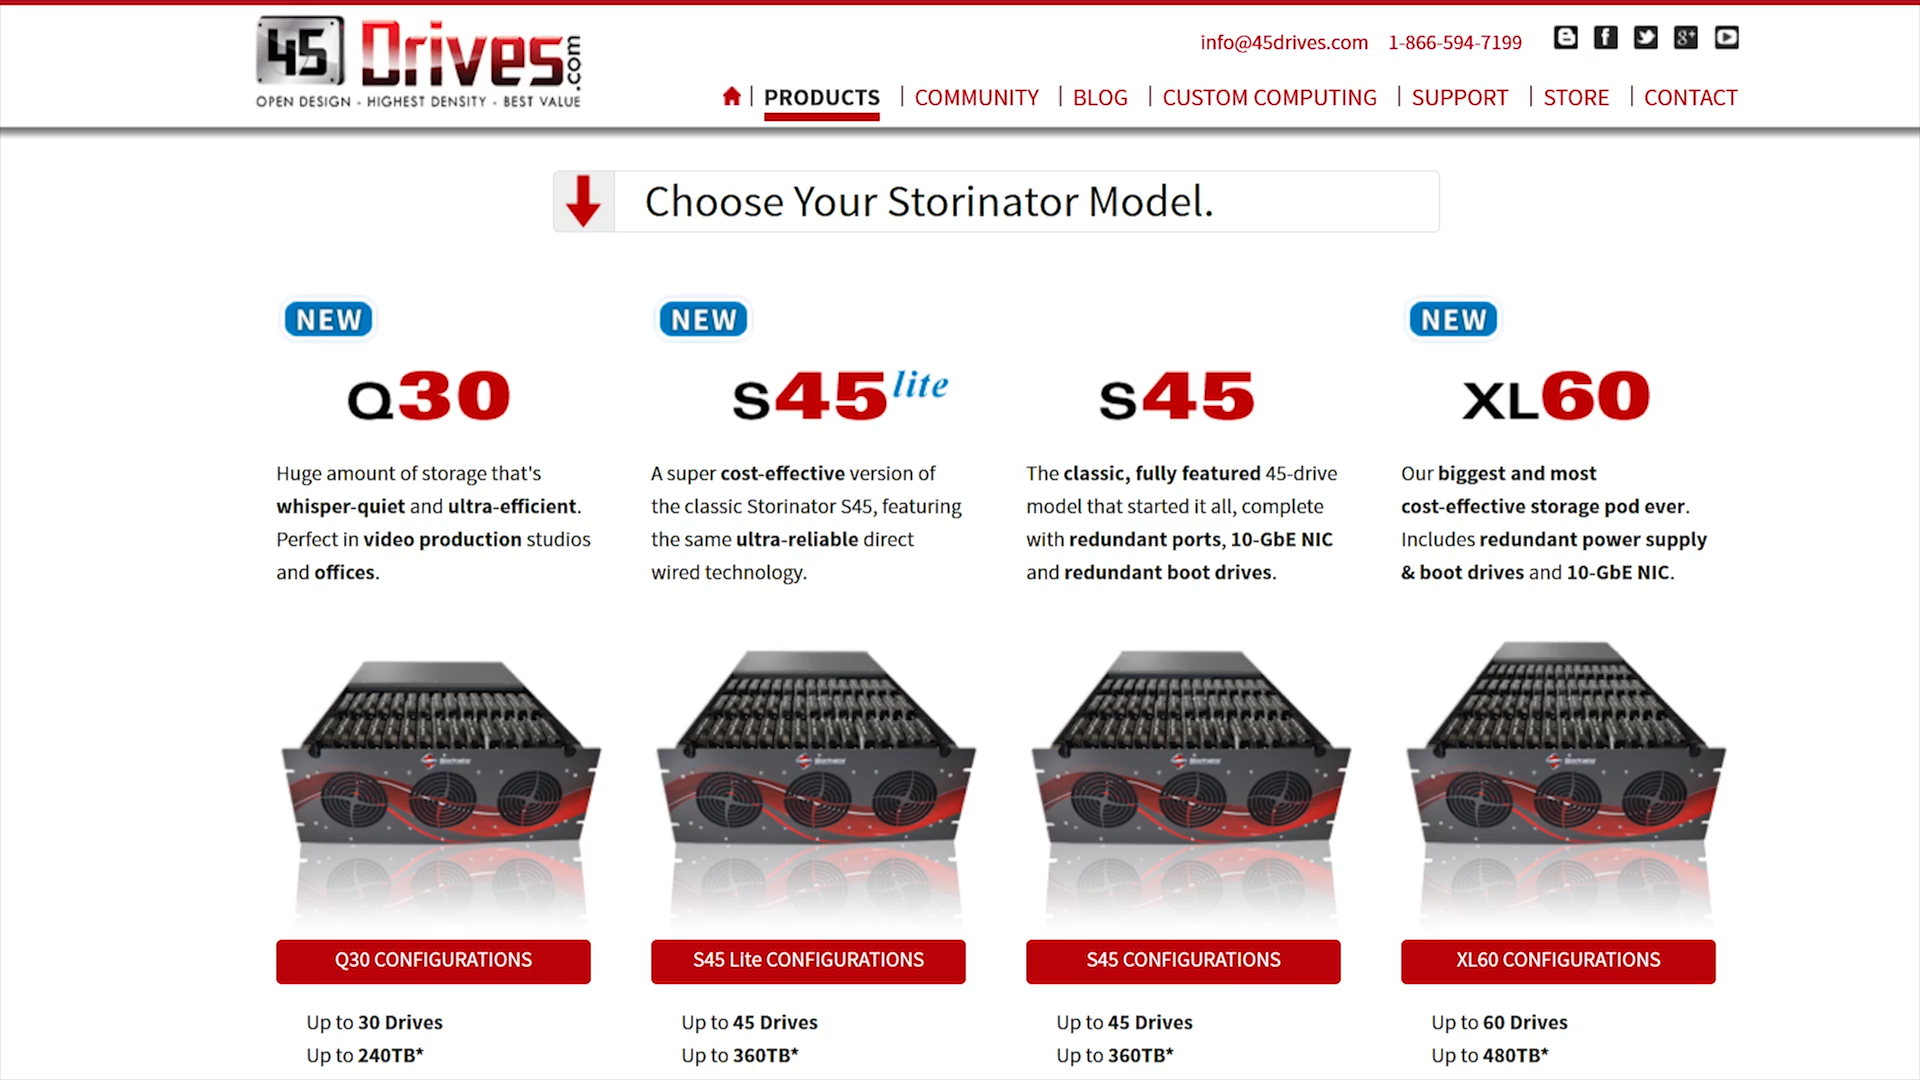 45 Drives.com
OPEN DESIGN - HIGHEST DENSITY - BEST VALUE
info@45drives.com 1-866-594-7199
PRODUCTS | COMMUNITY | BLOG | CUSTOM COMPUTING | SUPPORT | STORE | CONTACT
Choose Your Storinator Model.
NEW
Q30
Huge amount of storage that's
whisper-quiet and ultra-efficient.
Perfect in video production studios
and offices.
Storinator
Q30 CONFIGURATIONS
Up to 30 Drives
Up to 240TB*
NEW
S45 lite
A super cost-effective version of
the classic Storinator S45, featuring
the same ultra-reliable direct
wired technology.
Storinator
S45 Lite CONFIGURATIONS
Up to 45 Drives
Up to 360TB*
S45
The classic, fully featured 45-drive
model that started it all, complete
with redundant ports, 10-GbE NIC
and redundant boot drives.
Storinator
S45 CONFIGURATIONS
Up to 45 Drives
Up to 360TB*
NEW
XL60
Our biggest and most
cost-effective storage pod ever.
Includes redundant power supply
& boot drives and 10-GbE NIC.
Storinator
XL60 CONFIGURATIONS
Up to 60 Drives
Up to 480TB*